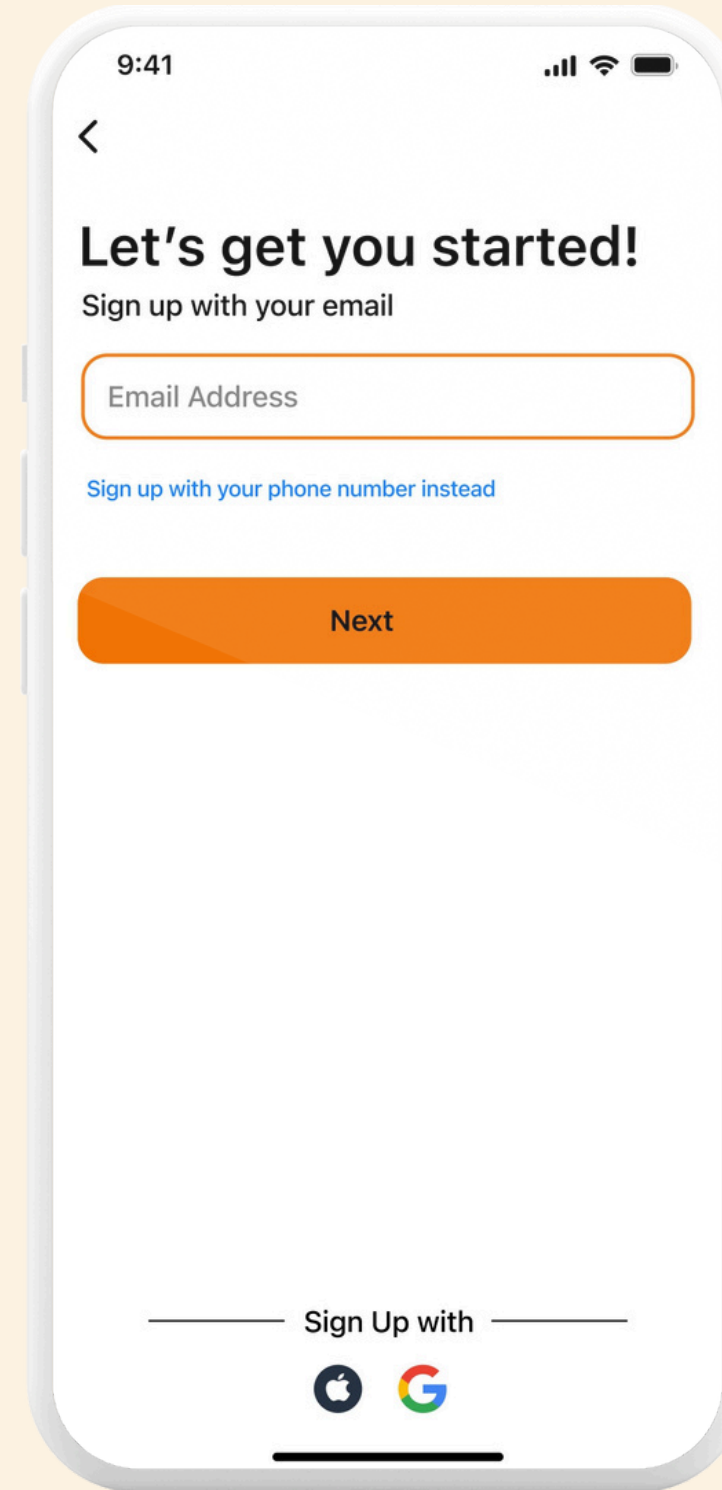 9:41
Let's get you started!
Sign up with your email
Email Address
Sign up with your phone number instead
Next
Sign Up with